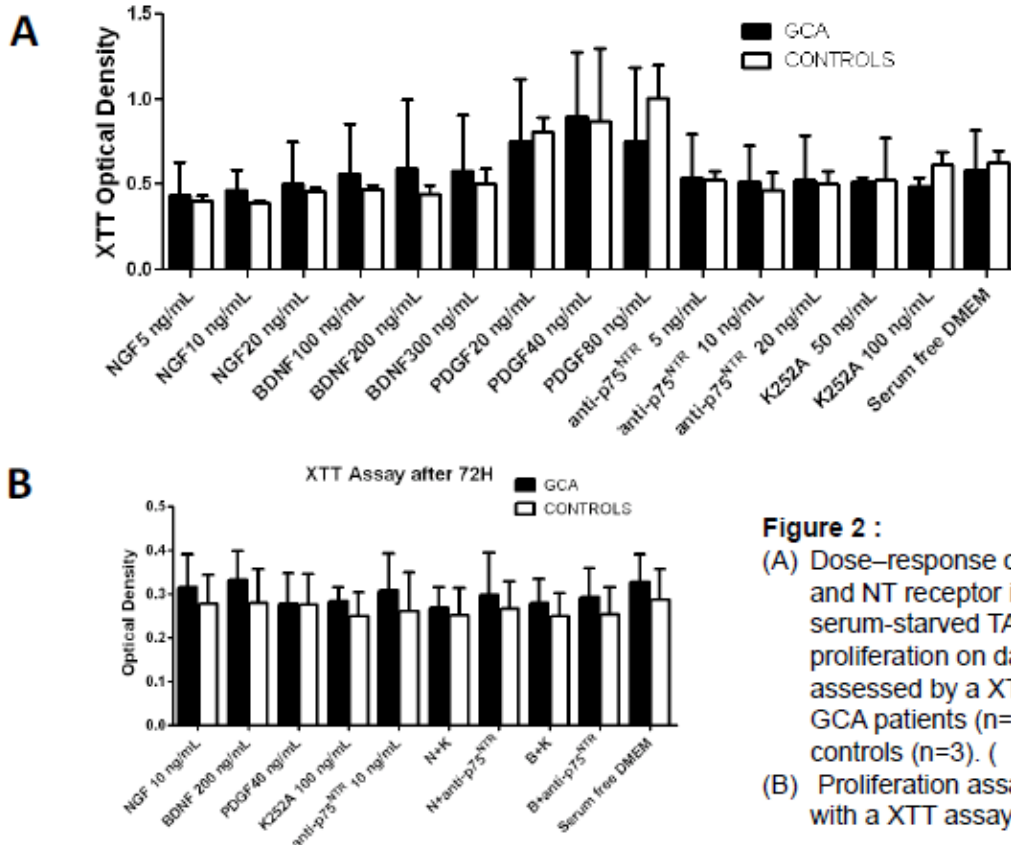 A
XTT Optical Density
1.5
1.0
0.5
0.0
GCA
CONTROLS
NGF5 ng/mL
NGF10 ng/mL
NGF20 ng/mL
BDNF100 ng/mL
BDNF200 ng/mL
BDNF300 ng/mL
PDGF20 ng/mL
PDGF40 ng/mL
PDGF80 ng/mL
anti-p75NTR 5 ng/mL
anti-p75NTR 10 ng/mL
anti-p75NTR 20 ng/mL
K252A 50 ng/mL
K252A 100 ng/mL
Serum free DMEM
B
XTT Assay after 72H
GCA
CONTROLS
Optical Density
0.5
0.4
0.3
0.2
0.1
0.0
NGF 10 ng/mL
BDNF 200 ng/mL
PDGF40 ng/mL
K252A 100 ng/mL
anti-p75NTR 10 ng/mL
N+K
N+anti-p75NTR
B+K
B+anti-p75NTR
Serum free DMEM
Figure 2 :
(A) Dose–response c
and NT receptor i
serum-starved TA
proliferation on da
assessed by a XT
GCA patients (n=
controls (n=3). (
(B) Proliferation assa
with a XTT assay